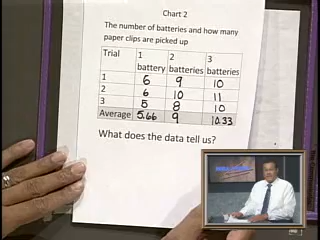 Chart 2
The number of batteries and how many
paper clips are picked up
Trial 1 battery 2 batteries 3 batteries
1 6 9 10
2 6 10 11
3 5 8 10
Average 5.66 9 10.33
What does the data tell us?